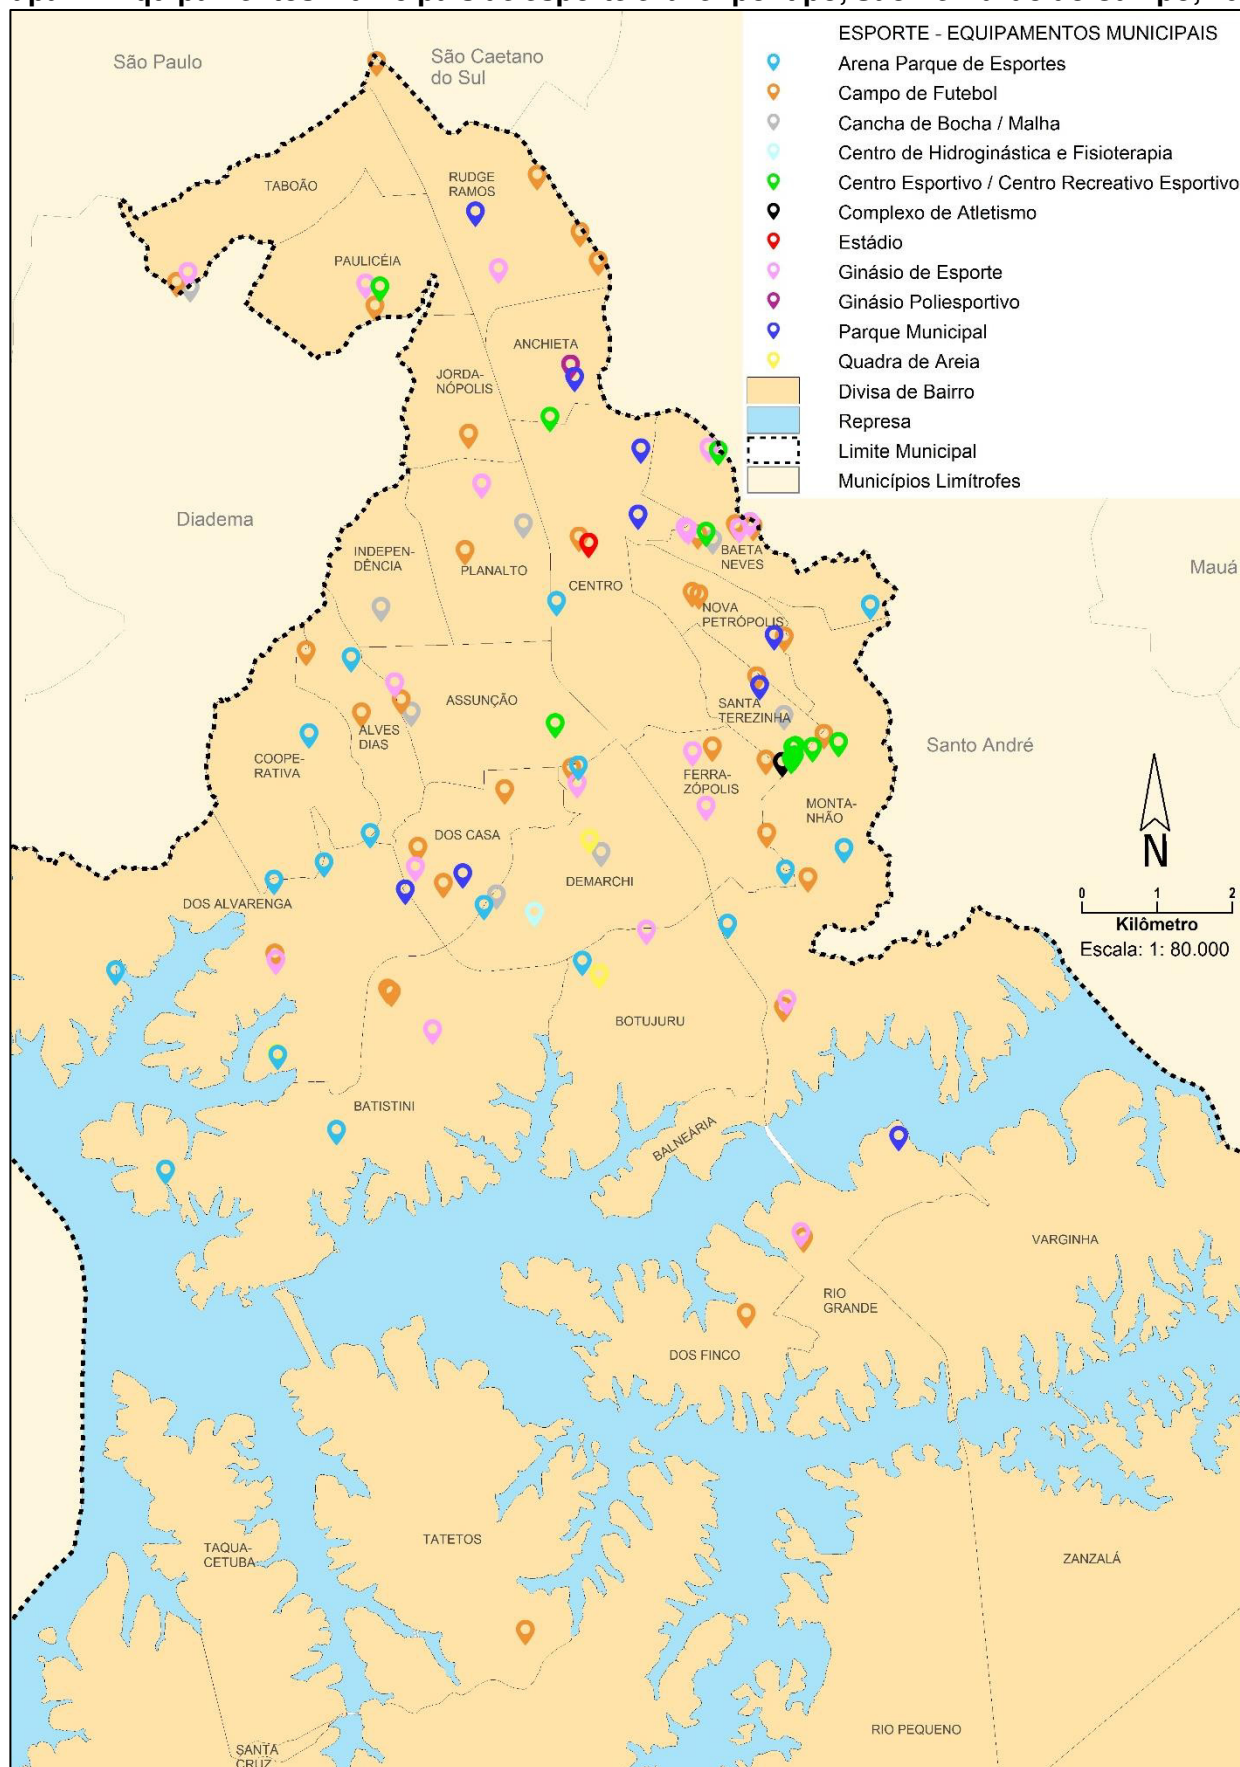 ESPORTE - EQUIPAMENTOS MUNICIPAIS
Arena Parque de Esportes
Campo de Futebol
Cancha de Bocha / Malha
Centro de Hidroginástica e Fisioterapia
Centro Esportivo / Centro Recreativo Esportivo
Complexo de Atletismo
Estádio
Ginásio de Esporte
Ginásio Poliesportivo
Parque Municipal
Quadra de Areia
Divisa de Bairro
Represa
Limite Municipal
Municípios Limítrofes
São Paulo
São Caetano
do Sul
TABOÃO
RUDGE
RAMOS
PAULICÉIA
ANCHIETA
JORDA-
NÓPOLIS
Diadema
INDEPEN-
DÊNCIA
PLANALTO
CENTRO
BAETA
NEVES
Mauá
NOVA
PETRÓPOLIS
ASSUNÇÃO
SANTA
TEREZINHA
ALVES
DIAS
COOPE-
RATIVA
Santo André
FERRA-
ZÓPOLIS
MONTA-
NHÃO
DOS CASA
DEMARCHI
DOS ALVARENGA
N
0 1 2
Kilômetro
Escala: 1: 80.000
BOTUJURU
BATISTINI
BALNEÁRIA
VARGINHA
RIO
GRANDE
DOS FINCO
TAQUA-
CETUBA
TATETOS
ZANZALÁ
RIO PEQUENO
SANTA
CRUZ